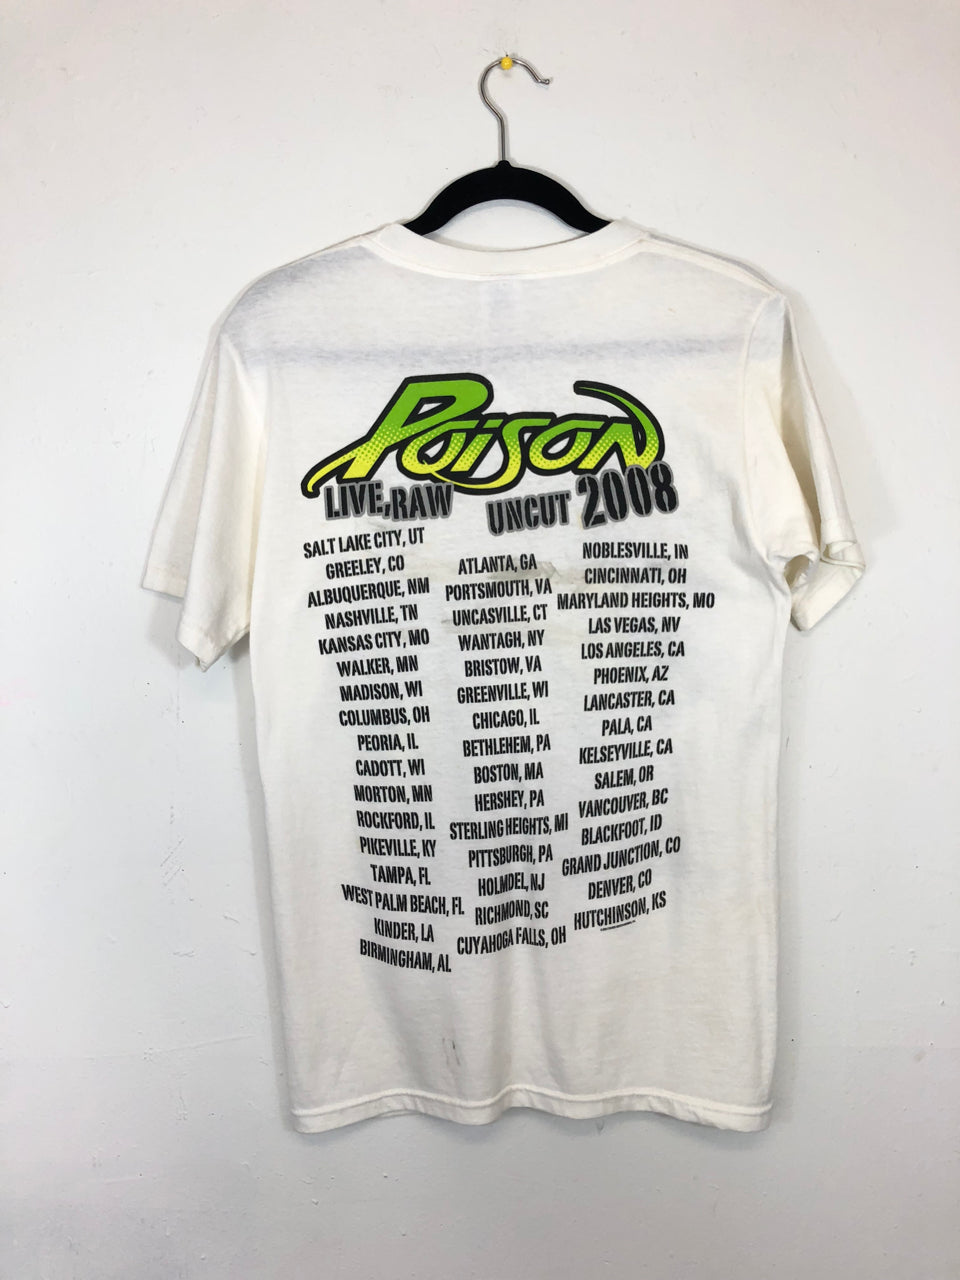 Poison
LIVE, RAW UNCUT 2008
SALT LAKE CITY, UT
GREELEY, CO
ALBUQUERQUE, NM
NASHVILLE, TN
KANSAS CITY, MO
WALKER, MN
MADISON, WI
COLUMBUS, OH
PEORIA, IL
CADOTT, WI
MORTON, MN
ROCKFORD, IL
PIKEVILLE, KY
TAMPA, FL
WEST PALM BEACH, FL
KINDER, LA
BIRMINGHAM, AL
ATLANTA, GA
PORTSMOUTH, VA
UNCASVILLE, CT
WANTAGH, NY
BRISTOW, VA
GREENVILLE, WI
CHICAGO, IL
BETHLEHEM, PA
BOSTON, MA
HERSHEY, PA
STERLING HEIGHTS, MI
PITTSBURGH, PA
HOLMDEL, NJ
RICHMOND, SC
CUYAHOGA FALLS, OH
NOBLESVILLE, IN
CINCINNATI, OH
MARYLAND HEIGHTS, MO
LAS VEGAS, NV
LOS ANGELES, CA
PHOENIX, AZ
LANCASTER, CA
PALA, CA
KELSEYVILLE, CA
SALEM, OR
VANCOUVER, BC
BLACKFOOT, ID
GRAND JUNCTION, CO
DENVER, CO
HUTCHINSON, KS